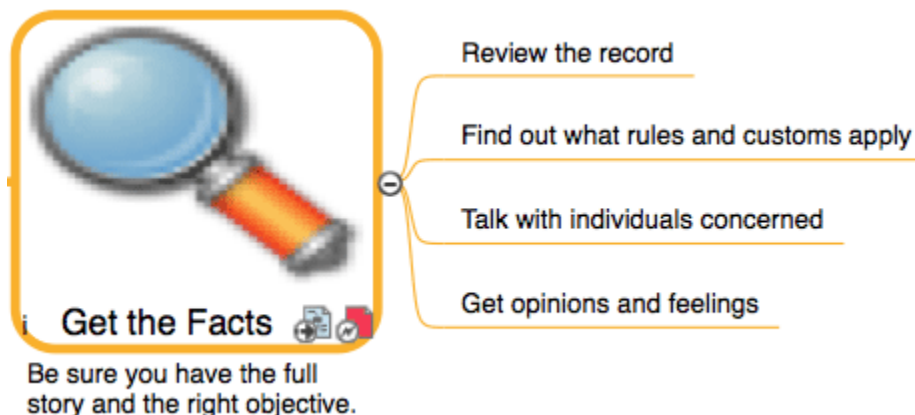 Review the record
Find out what rules and customs apply
Talk with individuals concerned
Get opinions and feelings
i Get the Facts
Be sure you have the full
story and the right objective.